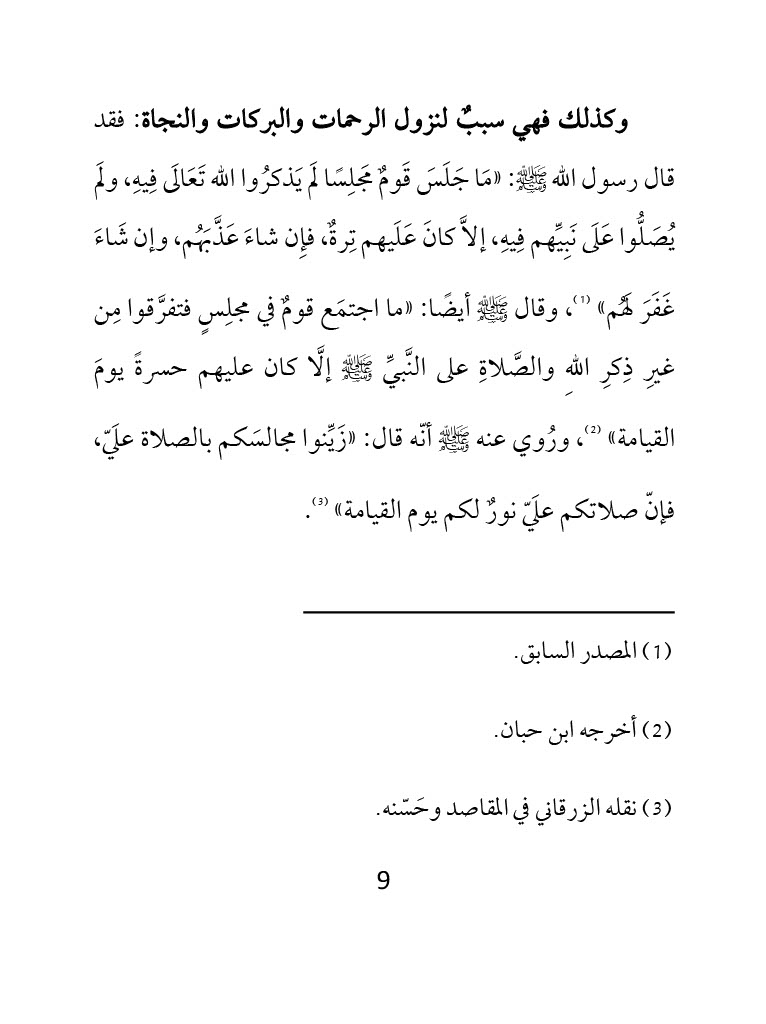 وكذلك فهي سببٌ لنزول الرحمات والبركات والنجاة: فقد
قال رسول الله ﷺ: «مَا جَلَسَ قَومٌ مَجَلِسًا لَم يَذكرُوا الله تَعَالَى فِيهِ، ولَم
يُصَلُّوا عَلَى نَبِيِّهم فِيهِ، إلاَّ كانَ عَلَيهم تِرةٌ، فإِن شاءَ عَذَّبَهُم، وإن شَاءَ
غَفَرَ لَهُم» (1)، وقال ﷺ أيضًا: «ما اجتمَع قومٌ في مجلِسٍ فتفرَّقوا مِن
غيرِ ذِكرِ اللهِ والصَّلاةِ على النَّبيِّ ﷺ إلَّا كان عليهم حسرةً يومَ
القيامة» (2)، ورُوي عنه ﷺ أنّه قال: «زَيِّنوا مجالسَكم بالصلاة علَيّ،
فإنّ صلاتكم علَيّ نورٌ لكم يوم القيامة» (3).
(1) المصدر السابق.
(2) أخرجه ابن حبان.
(3) نقله الزرقاني في المقاصد وحَسّنه.
9